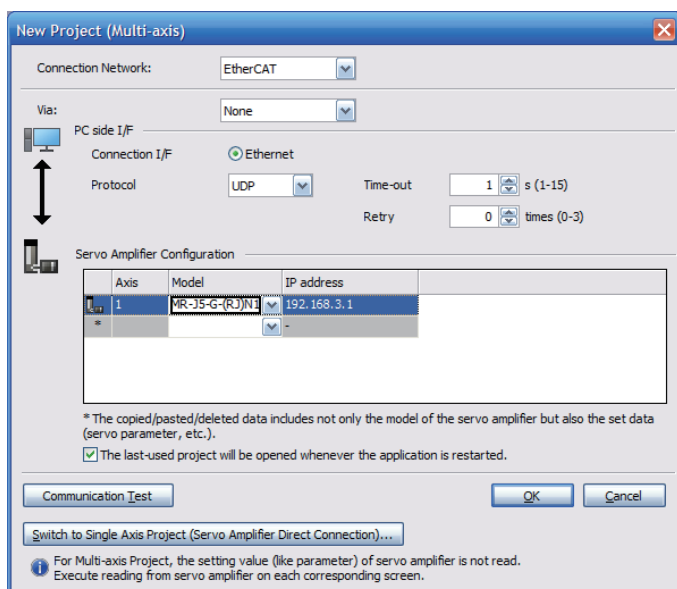 New Project (Multi-axis)
Connection Network: EtherCAT
Via: None
PC side I/F
Connection I/F Ethernet
Protocol UDP Time-out 1 s (1-15)
Retry 0 times (0-3)
Servo Amplifier Configuration
Axis Model IP address
1 MR-J5-G-(RJ)N1 192.168.3.1
* -
* The copied/pasted/deleted data includes not only the model of the servo amplifier but also the set data
(servo parameter, etc.).
The last-used project will be opened whenever the application is restarted.
Communication Test OK Cancel
Switch to Single Axis Project (Servo Amplifier Direct Connection)...
For Multi-axis Project, the setting value (like parameter) of servo amplifier is not read.
Execute reading from servo amplifier on each corresponding screen.